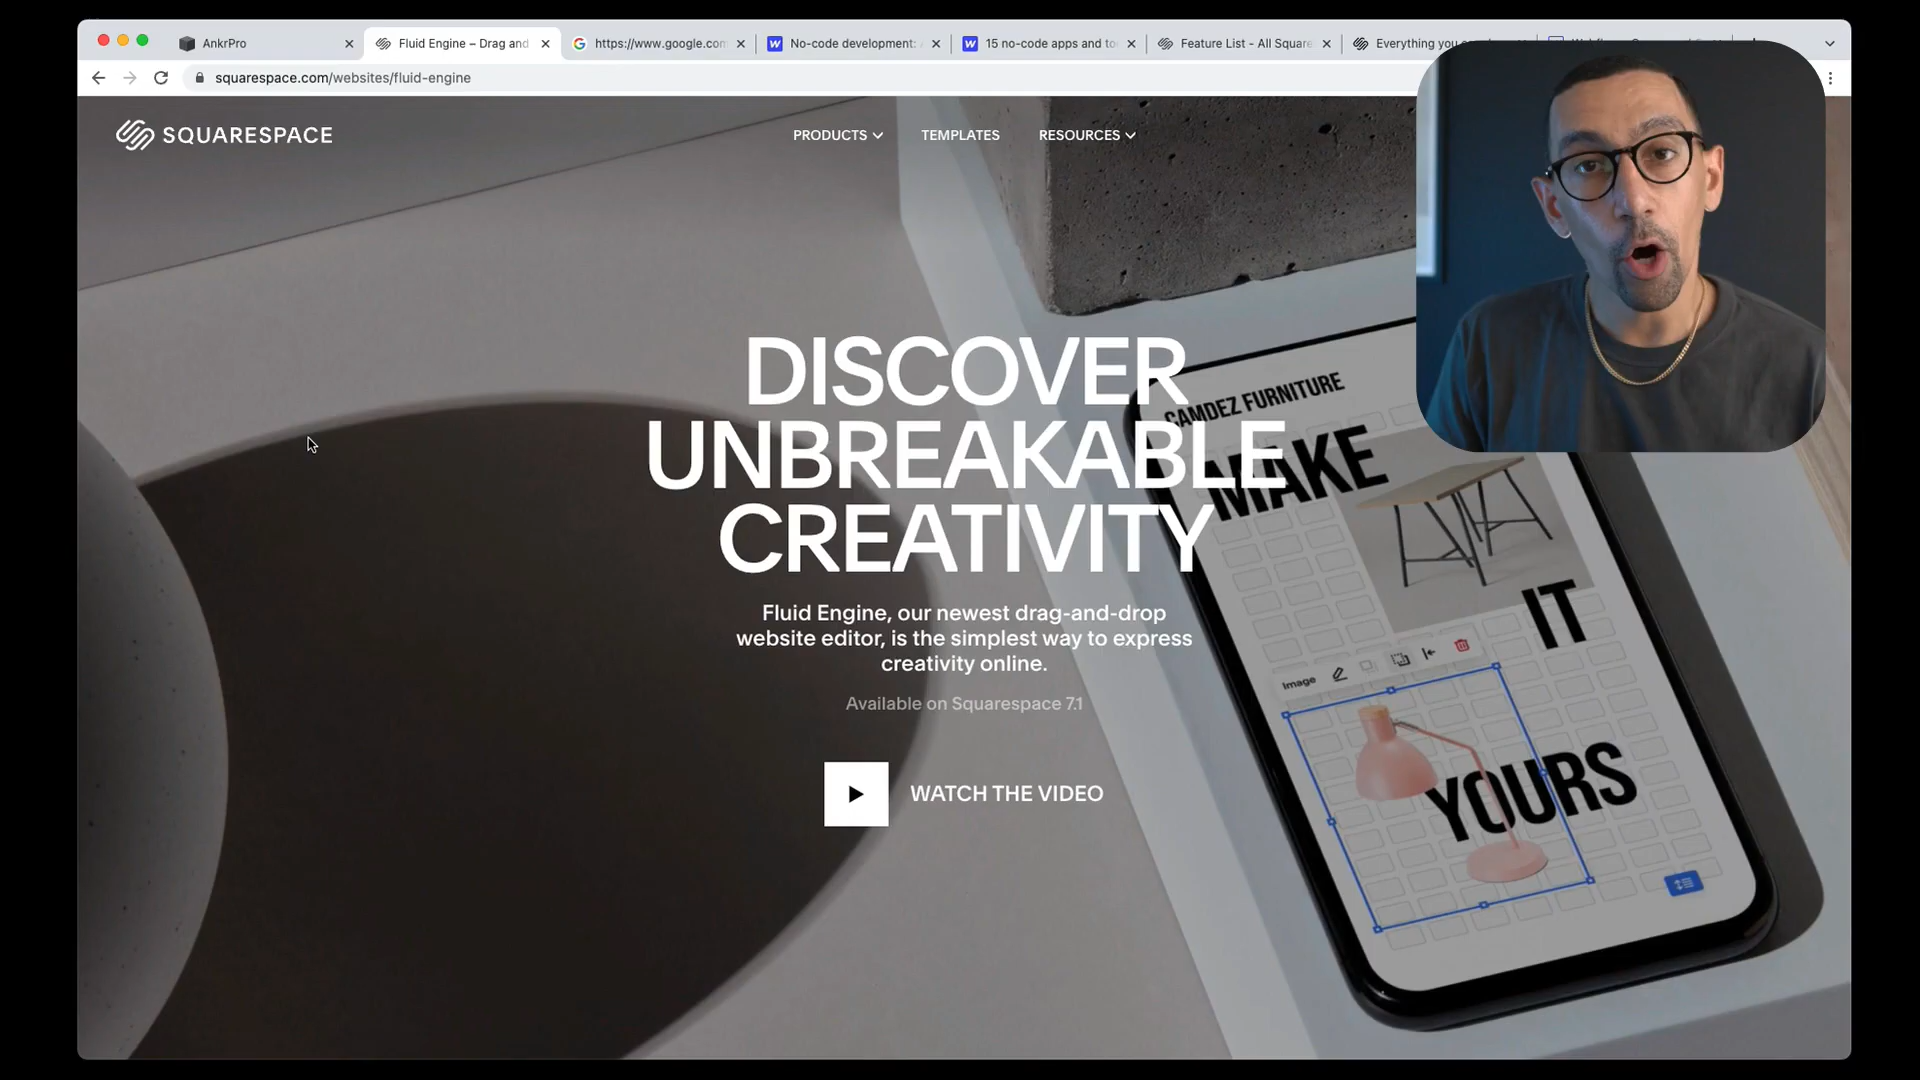 AnkrPro
Fluid Engine – Drag and
https://www.google.com
No-code development:
15 no-code apps and to
Feature List - All Square
Everything you
squarespace.com/websites/fluid-engine
SQUARESPACE
PRODUCTS
TEMPLATES
RESOURCES
DISCOVER
UNBREAKABLE
CREATIVITY
Fluid Engine, our newest drag-and-drop
website editor, is the simplest way to express
creativity online.
Available on Squarespace 7.1
WATCH THE VIDEO
SAMDEZ FURNITURE
MAKE
IT
Image
YOURS